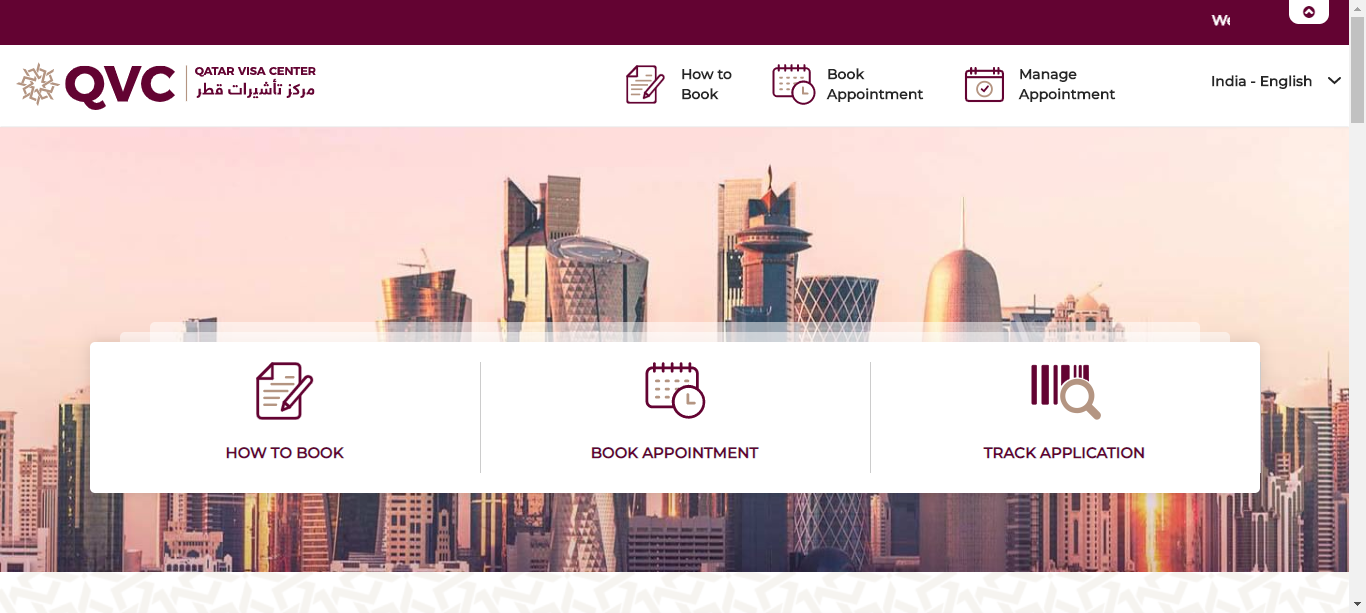 QVC
QATAR VISA CENTER
مركز تأشيرات قطر
How to
Book
Book
Appointment
Manage
Appointment
India - English
HOW TO BOOK
BOOK APPOINTMENT
TRACK APPLICATION